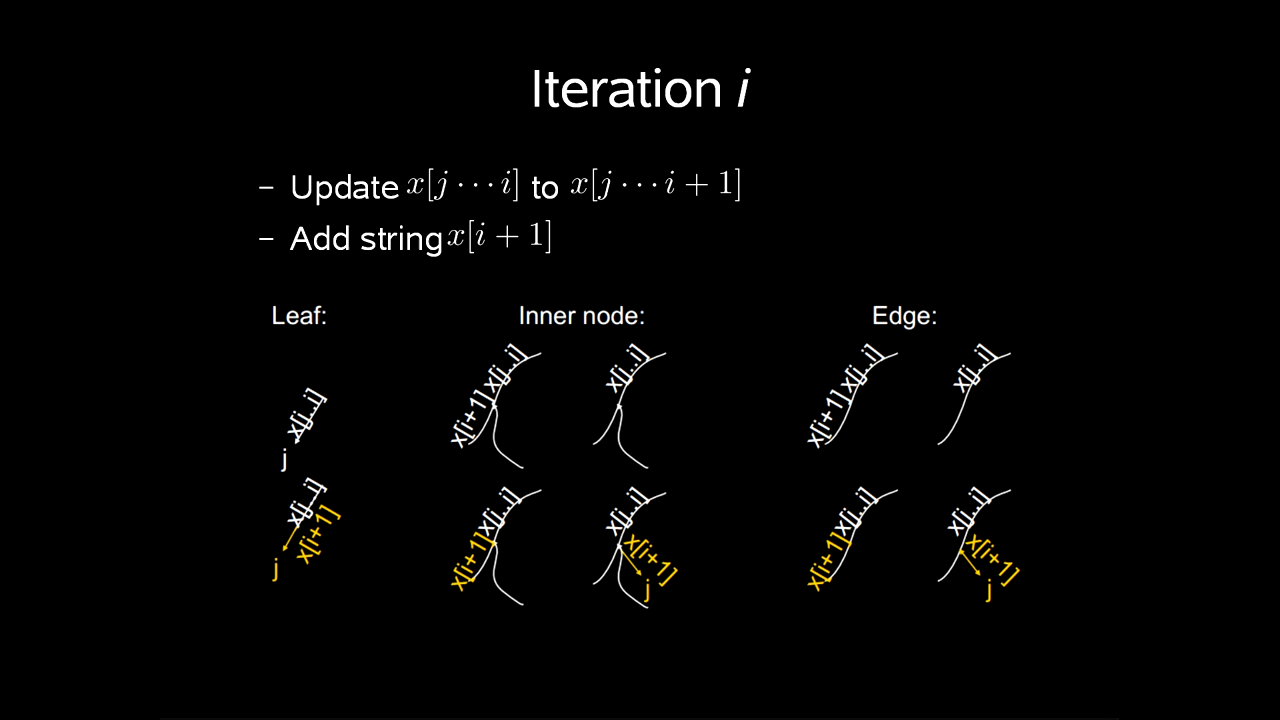 Iteration i
– Update x[j ⋯ i] to x[j ⋯ i + 1]
– Add string x[i + 1]
Leaf:
Inner node:
Edge:
x[j..i]
j
x[i+1] x[j..i]
x[j..i]
x[i+1] x[j..i]
x[j..i]
x[j..i]
x[i+1]
j
x[i+1] x[j..i]
x[j..i]
x[i+1]
j
x[i+1] x[j..i]
x[j..i]
x[i+1]
j